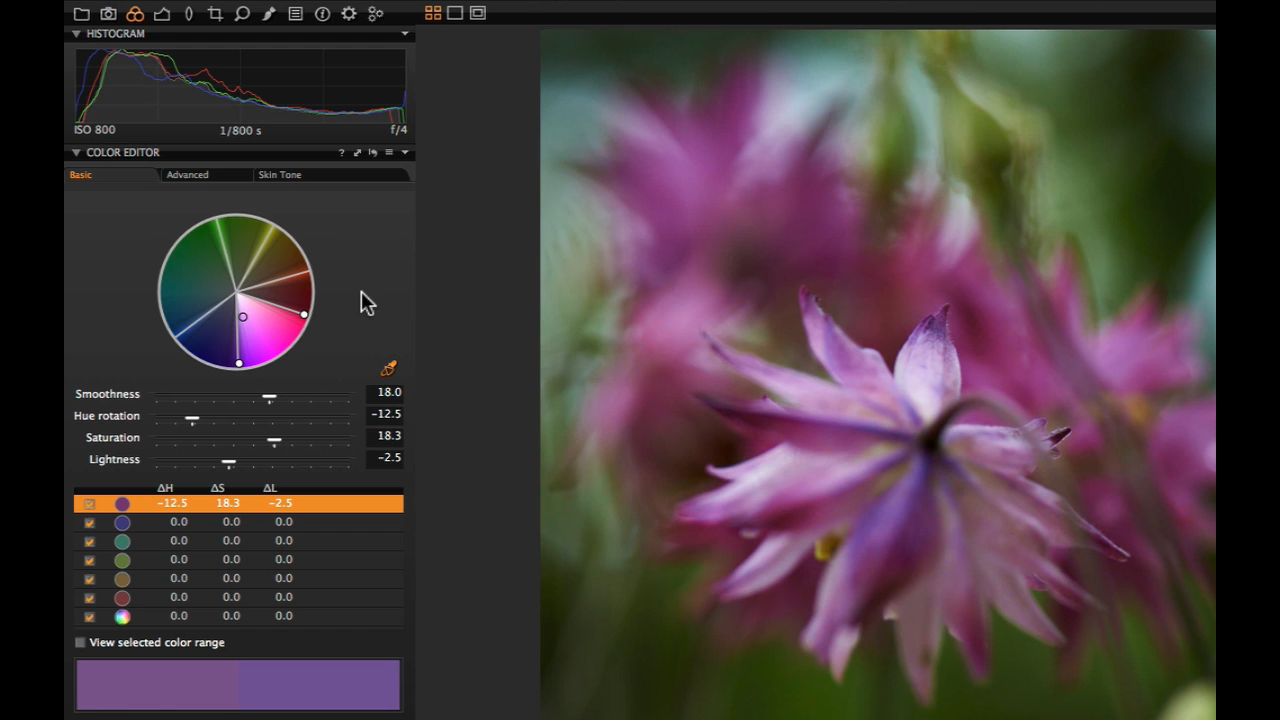 HISTOGRAM
ISO 800 1/800 s f/4
COLOR EDITOR ?
Basic Advanced Skin Tone
Smoothness 18.0
Hue rotation -12.5
Saturation 18.3
Lightness -2.5
ΔH ΔS ΔL
-12.5 18.3 -2.5
0.0 0.0 0.0
0.0 0.0 0.0
0.0 0.0 0.0
0.0 0.0 0.0
0.0 0.0 0.0
0.0 0.0 0.0
View selected color range